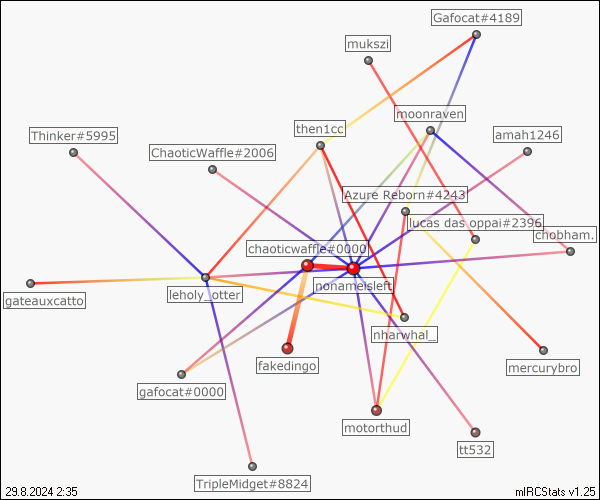 Gafocat#4189
mukszi
moonraven
then1cc
Thinker#5995
amah1246
ChaoticWaffle#2006
Azure Reborn#4243
lucas das oppai#2396
chobham.
chaoticwaffle#0000
nonameisleft
leholy_otter
gateauxcatto
nharwhal_
fakedingo
mercurybro
gafocat#0000
motorthud
tt532
TripleMidget#8824
29.8.2024 2:35
mIRCStats v1.25